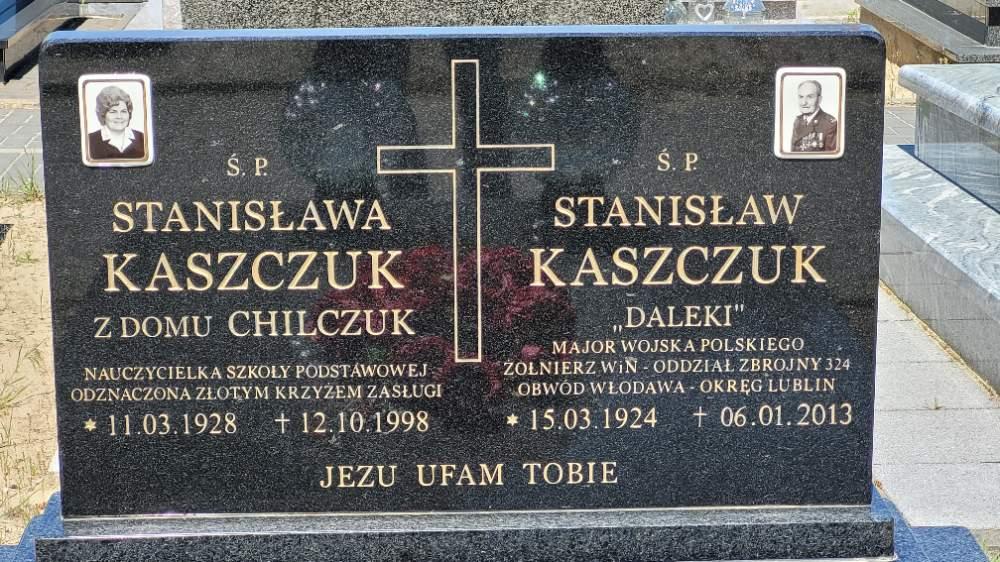 Ś. P.
STANISŁAWA
KASZCZUK
Z DOMU CHILCZUK
NAUCZYCIELKA SZKOŁY PODSTAWOWEJ
ODZNACZONA ZŁOTYM KRZYŻEM ZASŁUGI
* 11.03.1928 † 12.10.1998
Ś. P.
STANISŁAW
KASZCZUK
„DALEKI"
MAJOR WOJSKA POLSKIEGO
ŻOŁNIERZ WiN - ODDZIAŁ ZBROJNY 324
OBWÓD WŁODAWA - OKRĘG LUBLIN
* 15.03.1924 † 06.01.2013
JEZU UFAM TOBIE